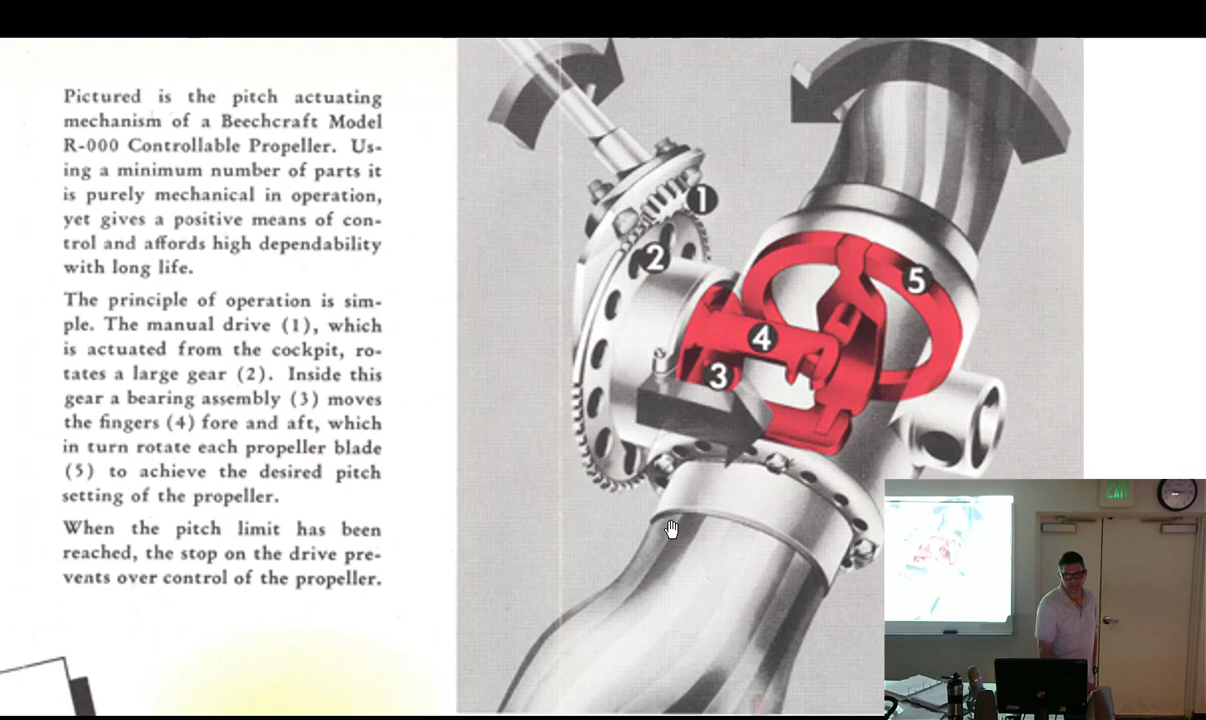 Pictured is the pitch actuating
mechanism of a Beechcraft Model
R-000 Controllable Propeller. Us-
ing a minimum number of parts it
is purely mechanical in operation,
yet gives a positive means of con-
trol and affords high dependability
with long life.
The principle of operation is sim-
ple. The manual drive (1), which
is actuated from the cockpit, ro-
tates a large gear (2). Inside this
gear a bearing assembly (3) moves
the fingers (4) fore and aft, which
in turn rotate each propeller blade
(5) to achieve the desired pitch
setting of the propeller.
When the pitch limit has been
reached, the stop on the drive pre-
vents over control of the propeller.
1
2
5
4
3
EXIT